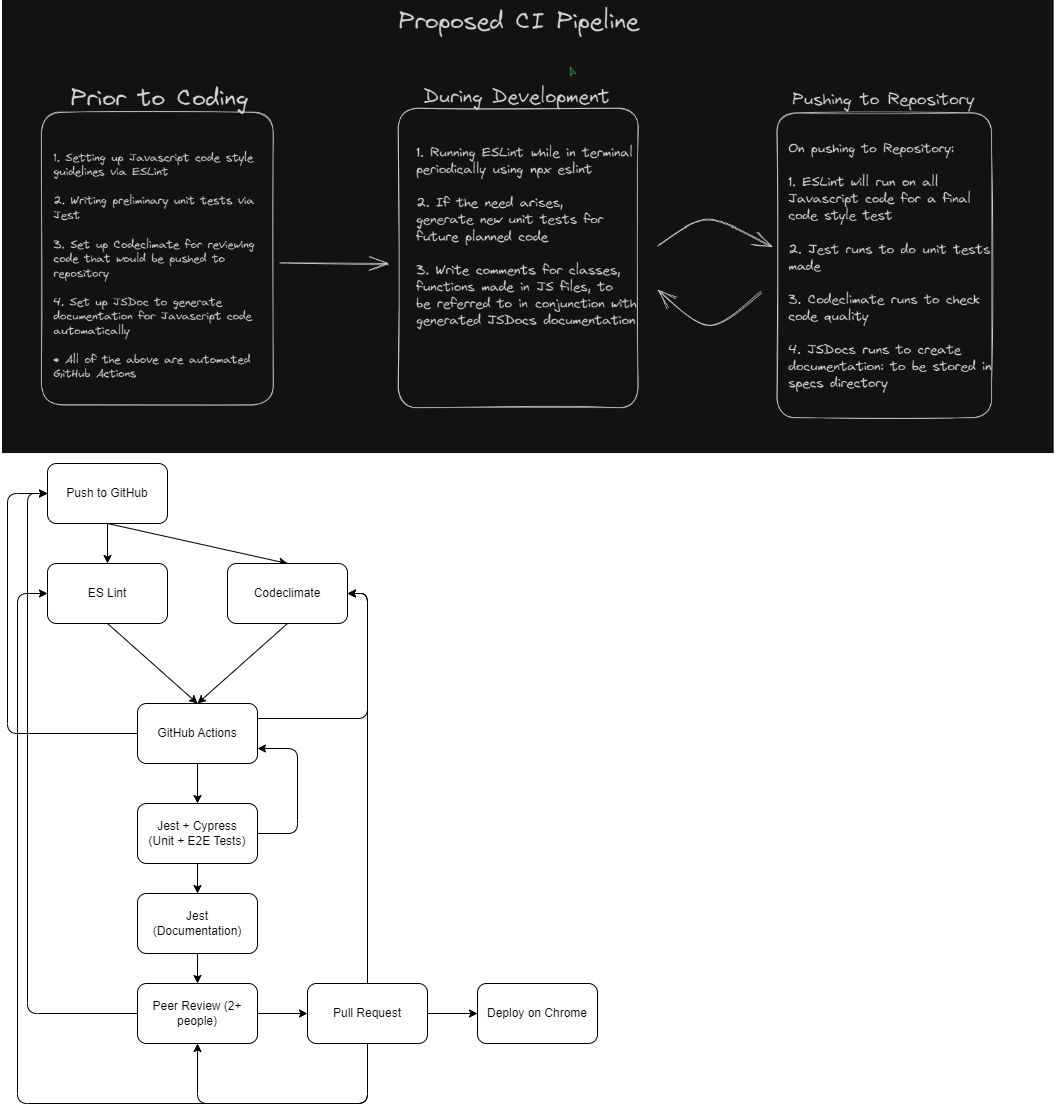 Proposed CI Pipeline
Prior to Coding
1. Setting up Javascript code style
guidelines via ESLint
2. Writing preliminary unit tests via
Jest
3. Set up Codeclimate for reviewing
code that would be pushed to
repository
4. Set up JSDoc to generate
documentation for Javascript code
automatically
* All of the above are automated
GitHub Actions
During Development
1. Running ESLint while in terminal
periodically using npx eslint
2. If the need arises,
generate new unit tests for
future planned code
3. Write comments for classes,
functions made in JS files, to
be referred to in conjunction with
generated JSDocs documentation
Pushing to Repository
On pushing to Repository:
1. ESLint will run on all
Javascript code for a final
code style test
2. Jest runs to do unit tests
made
3. Codeclimate runs to check
code quality
4. JSDocs runs to create
documentation: to be stored in
specs directory
Push to GitHub
ES Lint
Codeclimate
GitHub Actions
Jest + Cypress
(Unit + E2E Tests)
Jest
(Documentation)
Peer Review (2+
people)
Pull Request
Deploy on Chrome